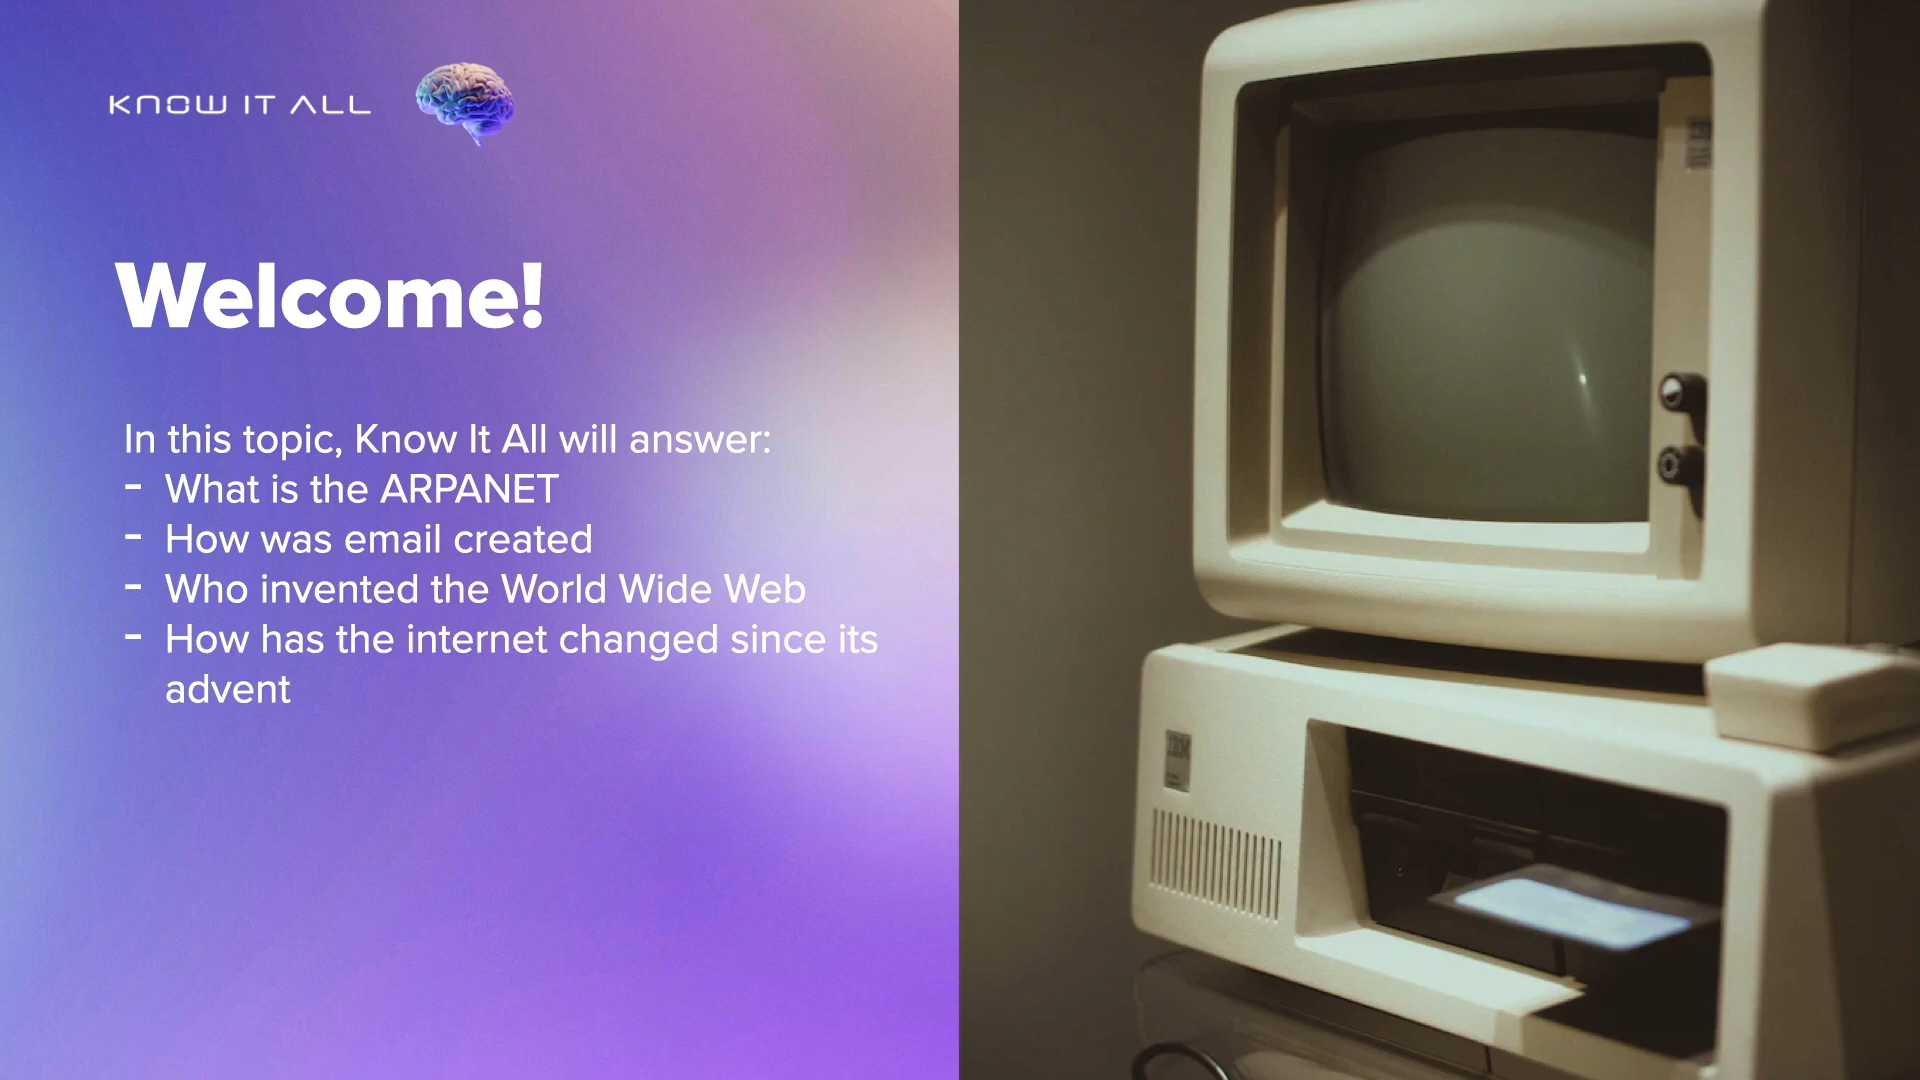 KNOW IT ALL
Welcome!
In this topic, Know It All will answer:
- What is the ARPANET
- How was email created
- Who invented the World Wide Web
- How has the internet changed since its
advent
IBM